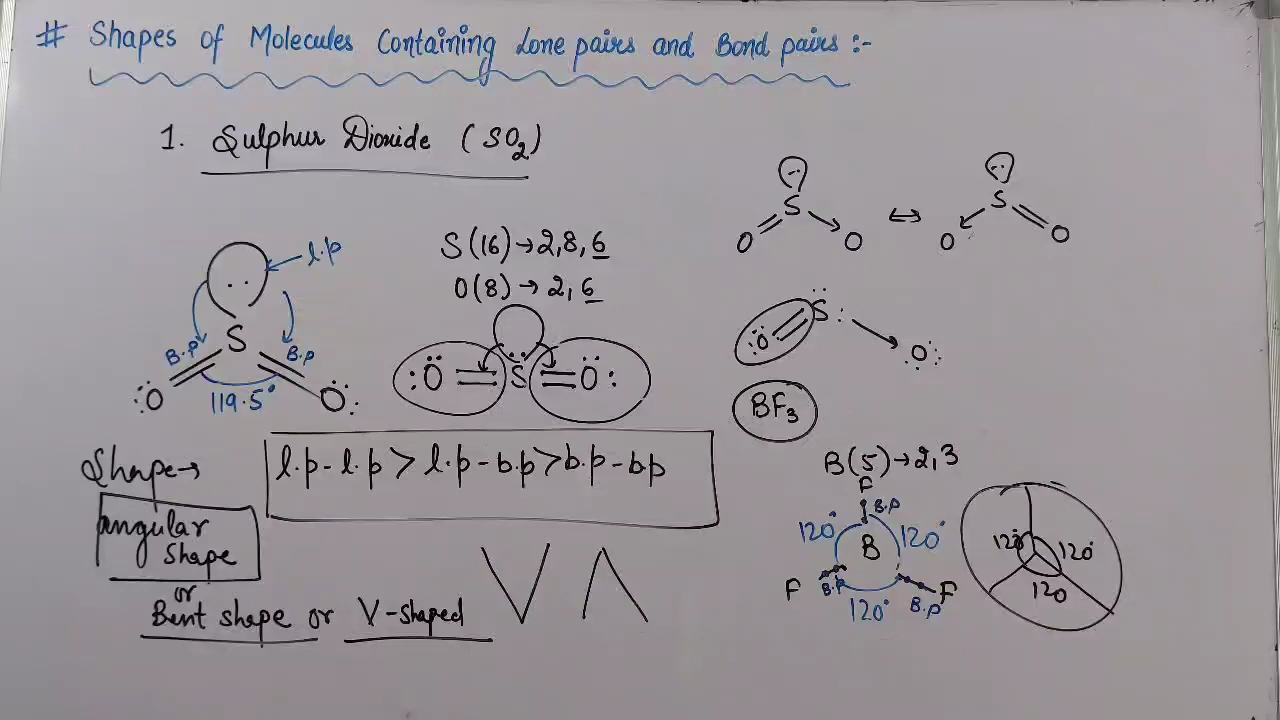 # Shapes of Molecules Containing Lone pairs and Bond pairs :-
1. Sulphur Dioxide (SO₂)
S(16)→2,8,6
O(8)→2,6
l.p
··
S
B.p
B.p
119.5°
:Ö
Ö:
:Ö = S̈ = Ö:
Shape→
l.p-l.p > l.p-b.p > b.p-bp
Angular Shape
or
Bent shape or V-shaped
··
S
O
O
↔
··
S
O
O
:Ö
S̈:
Ö:
BF₃
B(5)→2,3
F
B.P
120°
120°
B
F
B.P
120°
B.P
F
120°
120°
120